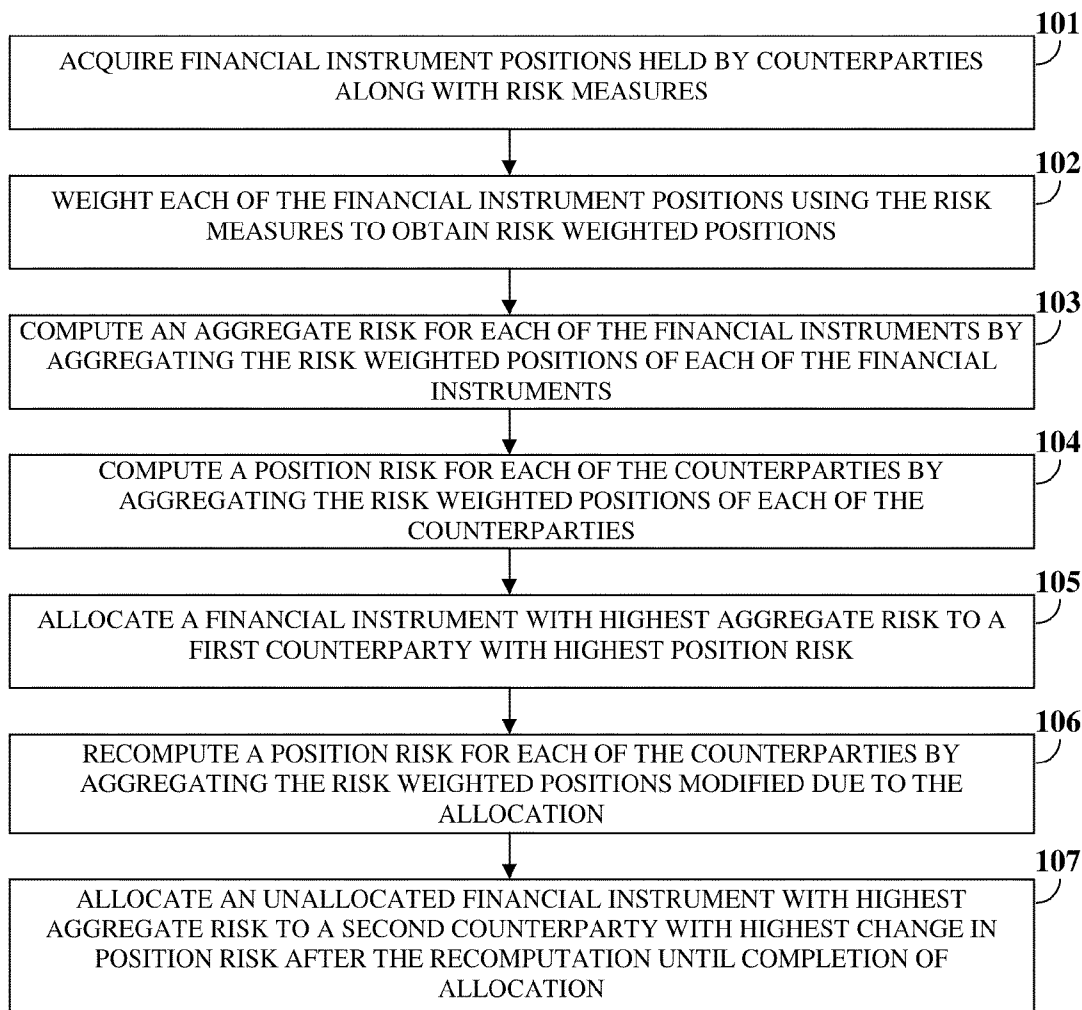 101
ACQUIRE FINANCIAL INSTRUMENT POSITIONS HELD BY COUNTERPARTIES
ALONG WITH RISK MEASURES
102
WEIGHT EACH OF THE FINANCIAL INSTRUMENT POSITIONS USING THE RISK
MEASURES TO OBTAIN RISK WEIGHTED POSITIONS
103
COMPUTE AN AGGREGATE RISK FOR EACH OF THE FINANCIAL INSTRUMENTS BY
AGGREGATING THE RISK WEIGHTED POSITIONS OF EACH OF THE FINANCIAL
INSTRUMENTS
104
COMPUTE A POSITION RISK FOR EACH OF THE COUNTERPARTIES BY
AGGREGATING THE RISK WEIGHTED POSITIONS OF EACH OF THE
COUNTERPARTIES
105
ALLOCATE A FINANCIAL INSTRUMENT WITH HIGHEST AGGREGATE RISK TO A
FIRST COUNTERPARTY WITH HIGHEST POSITION RISK
106
RECOMPUTE A POSITION RISK FOR EACH OF THE COUNTERPARTIES BY
AGGREGATING THE RISK WEIGHTED POSITIONS MODIFIED DUE TO THE
ALLOCATION
107
ALLOCATE AN UNALLOCATED FINANCIAL INSTRUMENT WITH HIGHEST
AGGREGATE RISK TO A SECOND COUNTERPARTY WITH HIGHEST CHANGE IN
POSITION RISK AFTER THE RECOMPUTATION UNTIL COMPLETION OF
ALLOCATION